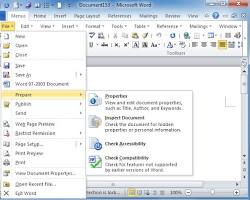 Document153 - Microsoft Word
Menus Home Insert Page Layout References Mailings Review View
File
New
Open
Close
Save
Save As
Word 97-2003 Document
Prepare
Publish
Send
Web Page Preview
Restrict Permission
Page Setup...
Print Preview
Print
View Document Properties...
Open Recent File...
Exit Word
Properties
View and edit document properties,
such as Title, Author, and Keywords.
Inspect Document
Check the document for hidden
properties or personal information.
Check Accessibility
Check Compatibility
Check for features not supported
by earlier versions of Word.
100%